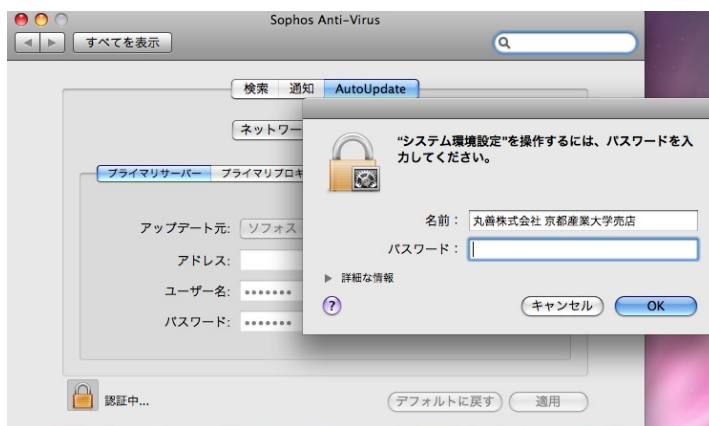 Sophos Anti-Virus
すべてを表示
検索 通知 AutoUpdate
ネットワー
プライマリサーバー プライマリプロキ
アップデート元: ソフォス
アドレス:
ユーザー名: •••••••
パスワード: •••••••
認証中...
デフォルトに戻す 適用
"システム環境設定"を操作するには、パスワードを入
力してください。
名前: 丸善株式会社 京都産業大学売店
パスワード:
詳細な情報
?
キャンセル OK